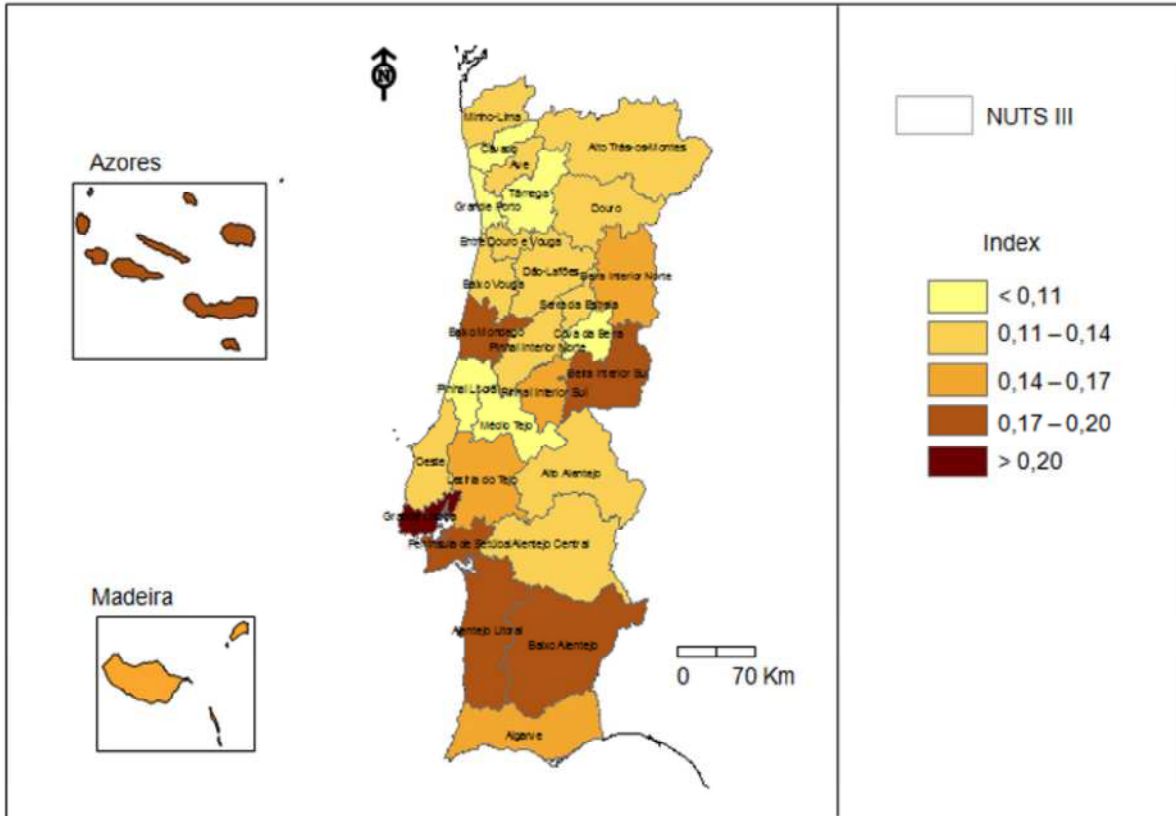 N
Azores
Minho-Lima
Cávado
Alto Trás-os-Montes
Ave
Tâmega
Grande Porto
Douro
Entre Douro e Vouga
Dão-Lafões
Beira Interior Norte
Baixo Vouga
Serra da Estrela
Baixo Mondego
Cova da Beira
Pinhal Interior Norte
Beira Interior Sul
Pinhal Litoral
Pinhal Interior Sul
Médio Tejo
Oeste
Lezíria do Tejo
Alto Alentejo
Península de Setúbal
Alentejo Central
Madeira
Alentejo Litoral
Baixo Alentejo
0 70 Km
Algarve
NUTS III
Index
< 0,11
0,11 – 0,14
0,14 – 0,17
0,17 – 0,20
> 0,20